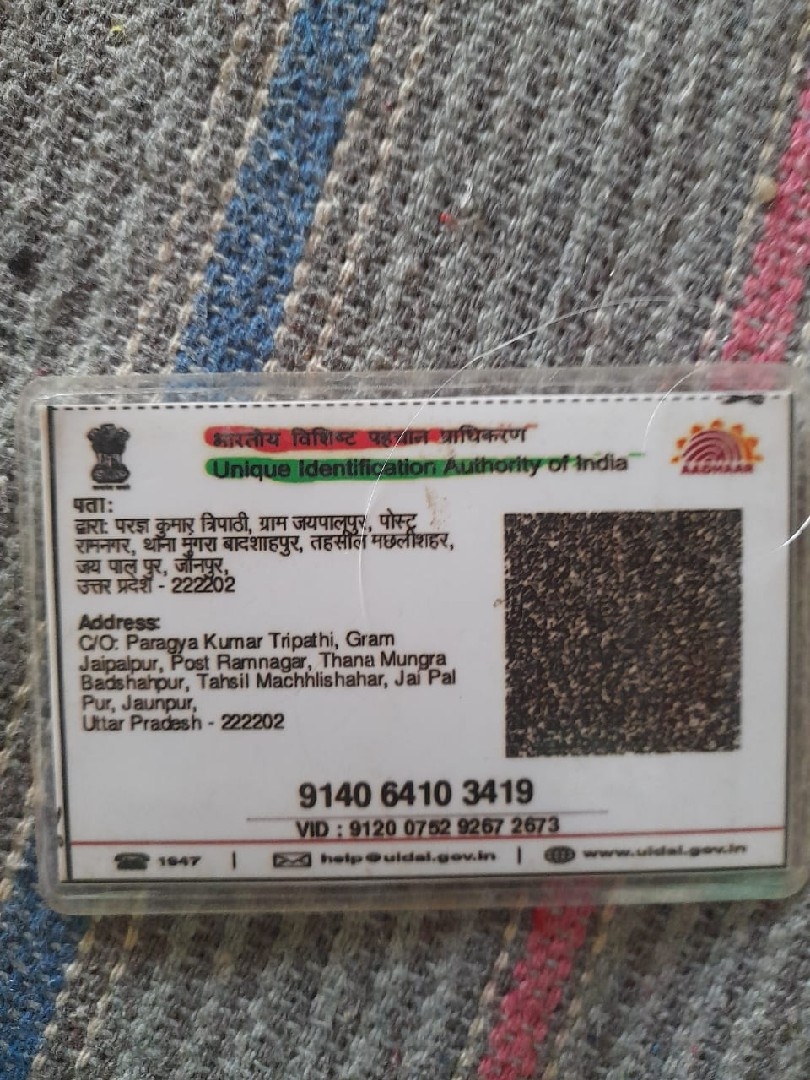 भारतीय विशिष्ट पहचान प्राधिकरण
Unique Identification Authority of India
AADHAAR
पता:
द्वारा: परज्ञ कुमार त्रिपाठी, ग्राम जयपालपुर, पोस्ट
रामनगर, थाना मुंगरा बादशाहपुर, तहसील मछलीशहर,
जय पाल पुर, जौनपुर,
उत्तर प्रदेश - 222202
Address:
C/O: Paragya Kumar Tripathi, Gram
Jaipalpur, Post Ramnagar, Thana Mungra
Badshahpur, Tahsil Machhlishahar, Jai Pal
Pur, Jaunpur,
Uttar Pradesh - 222202
9140 6410 3419
VID : 9120 0752 9267 2673
1947 | help@uidai.gov.in | www.uidai.gov.in